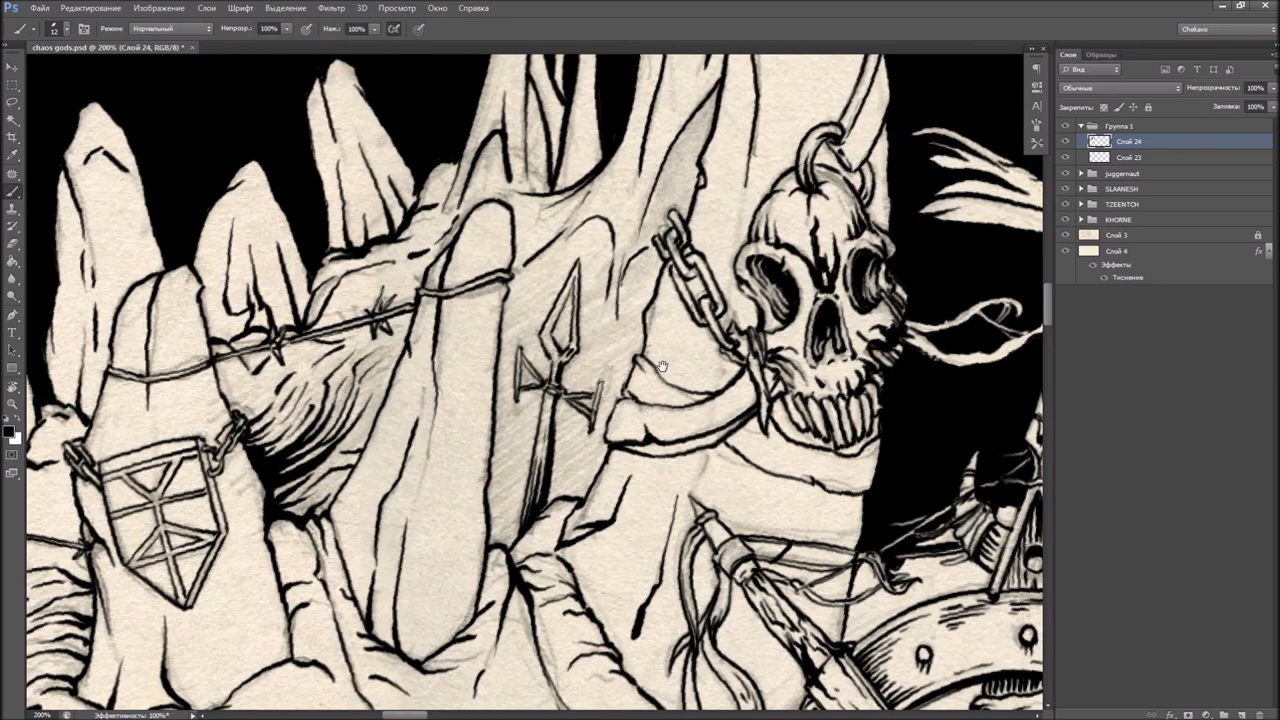 Ps Файл Редактирование Изображение Слои Шрифт Выделение Фильтр 3D Просмотр Окно Справка
12 Режим: Нормальный Непрозр.: 100% Наж.: 100% Chekavo
chaos gods.psd @ 200% (Слой 24, RGB/8) * ×
Слои Образцы
Вид
Обычные Непрозрачность: 100%
Закрепить: Заливка: 100%
Группа 1
Слой 24
Слой 23
juggernaut
SLAANESH
TZEENTCH
KHORNE
Слой 3
Слой 4 fx
Эффекты
Тиснение
200% Эффективность: 100%*